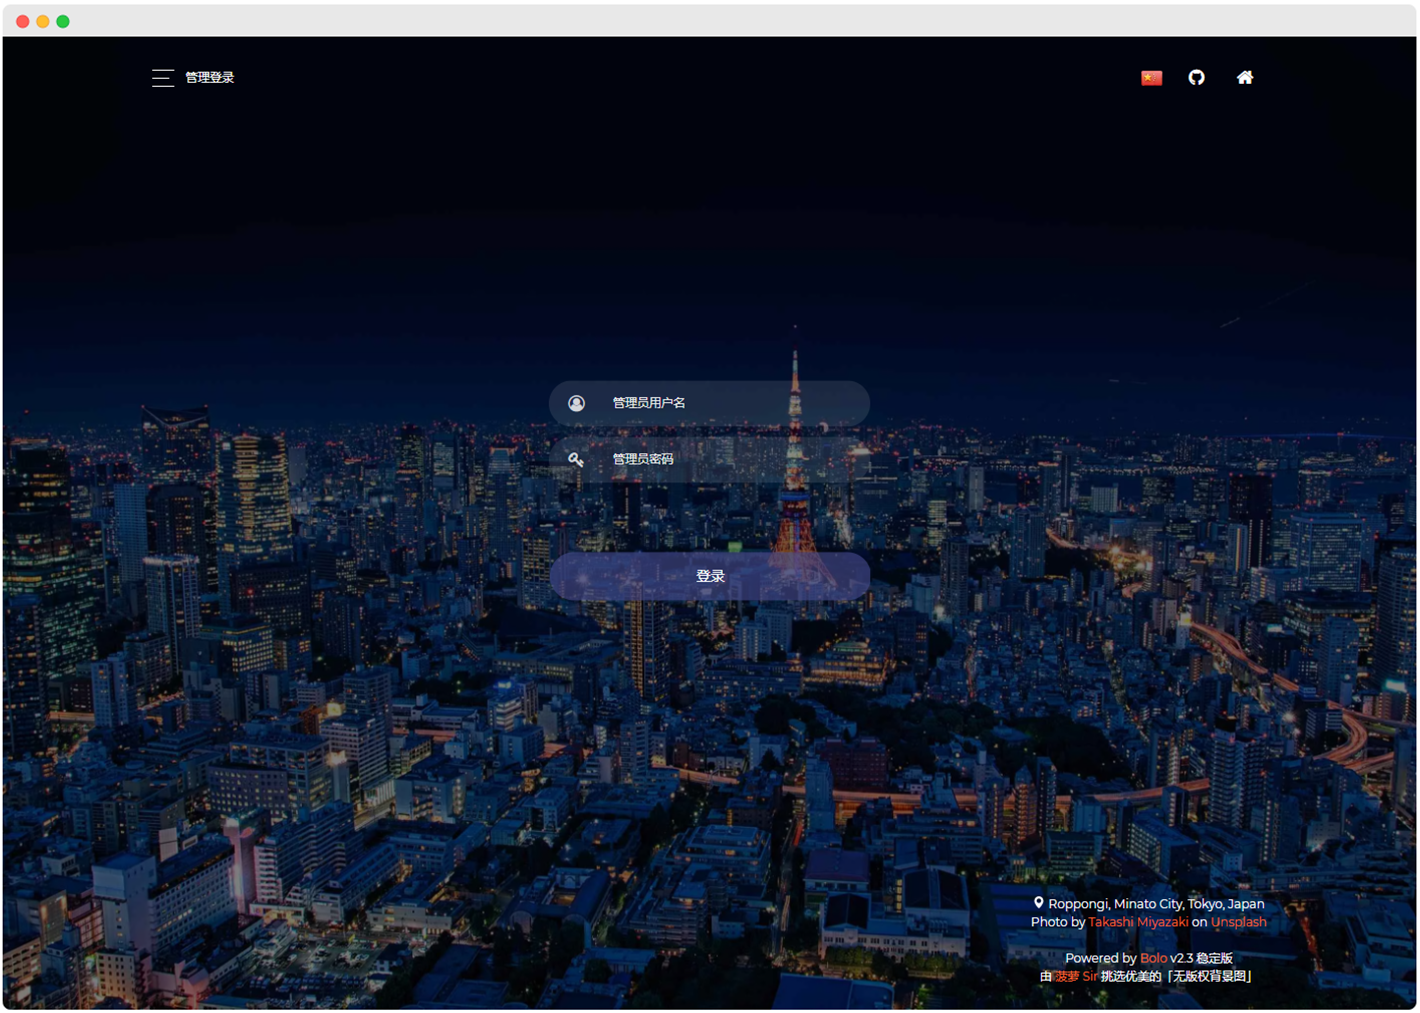 管理登录
管理员用户名
管理员密码
登录
Roppongi, Minato City, Tokyo, Japan
Photo by Takashi Miyazaki on Unsplash
Powered by Bolo v2.3 稳定版
由 菠萝 Sir 挑选优美的「无版权背景图」